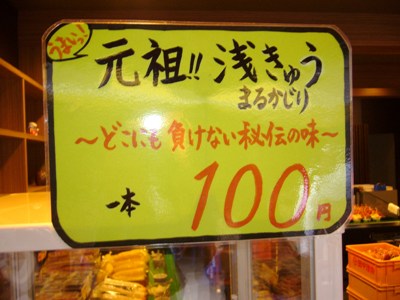 うまいっ!
元祖!! 浅きゅう
まるかじり
～どこにも負けない秘伝の味～
一本 100円